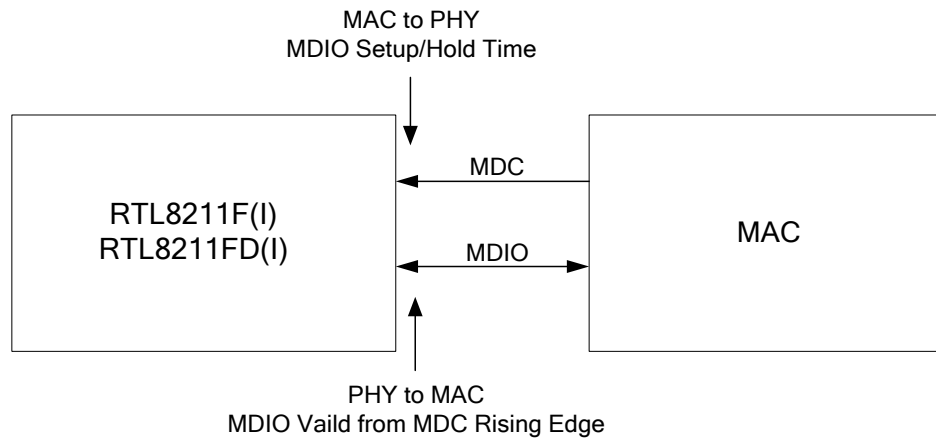 MAC to PHY
MDIO Setup/Hold Time
MDC
RTL8211F(I)
RTL8211FD(I)
MAC
MDIO
PHY to MAC
MDIO Vaild from MDC Rising Edge